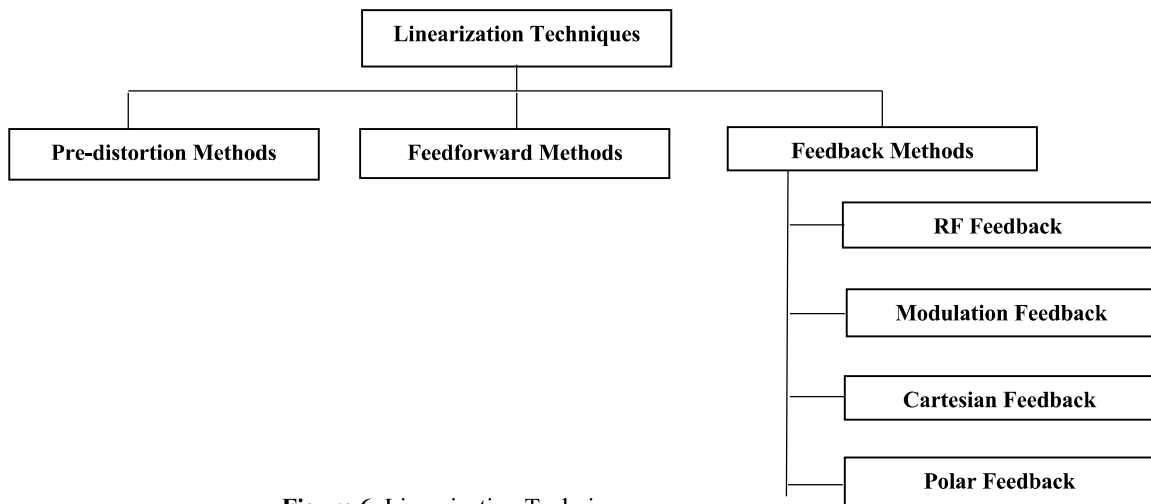 Linearization Techniques
Pre-distortion Methods
Feedforward Methods
Feedback Methods
RF Feedback
Modulation Feedback
Cartesian Feedback
Polar Feedback
Figure 6. Linearization